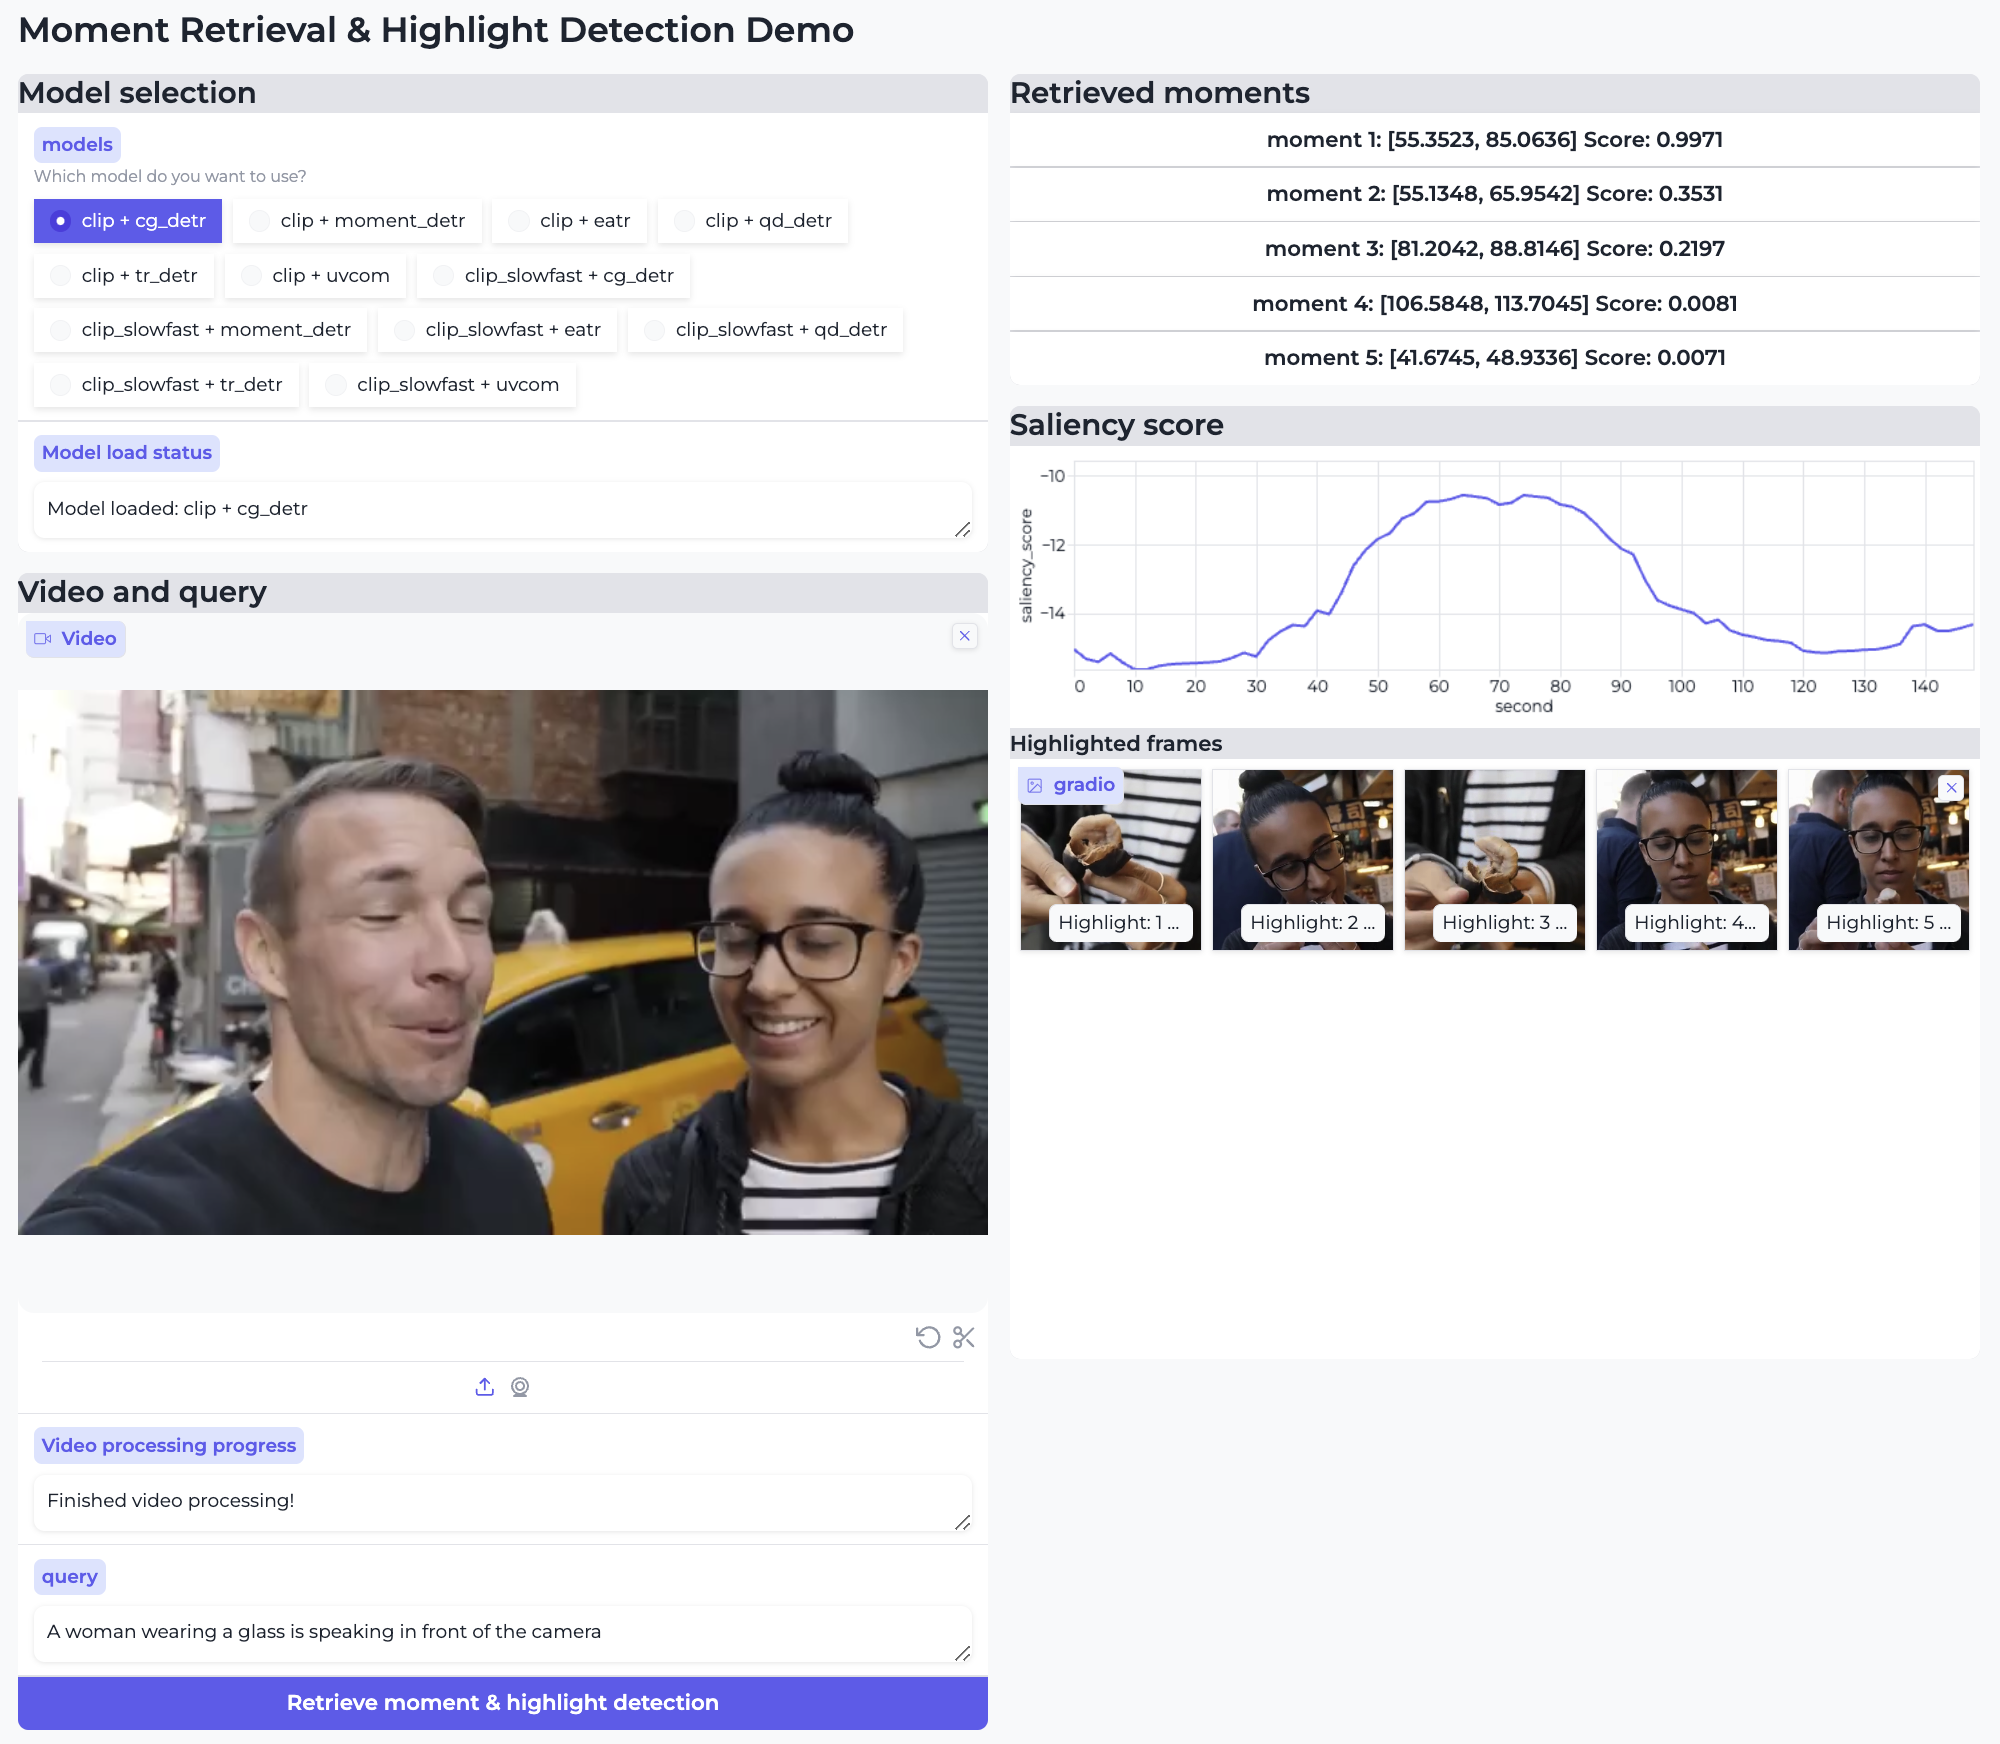 Moment Retrieval & Highlight Detection Demo
Model selection
models
Which model do you want to use?
clip + cg_detr
clip + moment_detr
clip + eatr
clip + qd_detr
clip + tr_detr
clip + uvcom
clip_slowfast + cg_detr
clip_slowfast + moment_detr
clip_slowfast + eatr
clip_slowfast + qd_detr
clip_slowfast + tr_detr
clip_slowfast + uvcom
Model load status
Model loaded: clip + cg_detr
Video and query
Video
Video processing progress
Finished video processing!
query
A woman wearing a glass is speaking in front of the camera
Retrieve moment & highlight detection
Retrieved moments
moment 1: [55.3523, 85.0636] Score: 0.9971
moment 2: [55.1348, 65.9542] Score: 0.3531
moment 3: [81.2042, 88.8146] Score: 0.2197
moment 4: [106.5848, 113.7045] Score: 0.0081
moment 5: [41.6745, 48.9336] Score: 0.0071
Saliency score
saliency_score
−10
−12
−14
0 10 20 30 40 50 60 70 80 90 100 110 120 130 140
second
Highlighted frames
gradio
Highlight: 1 ...
Highlight: 2 ...
Highlight: 3 ...
Highlight: 4...
Highlight: 5 ...